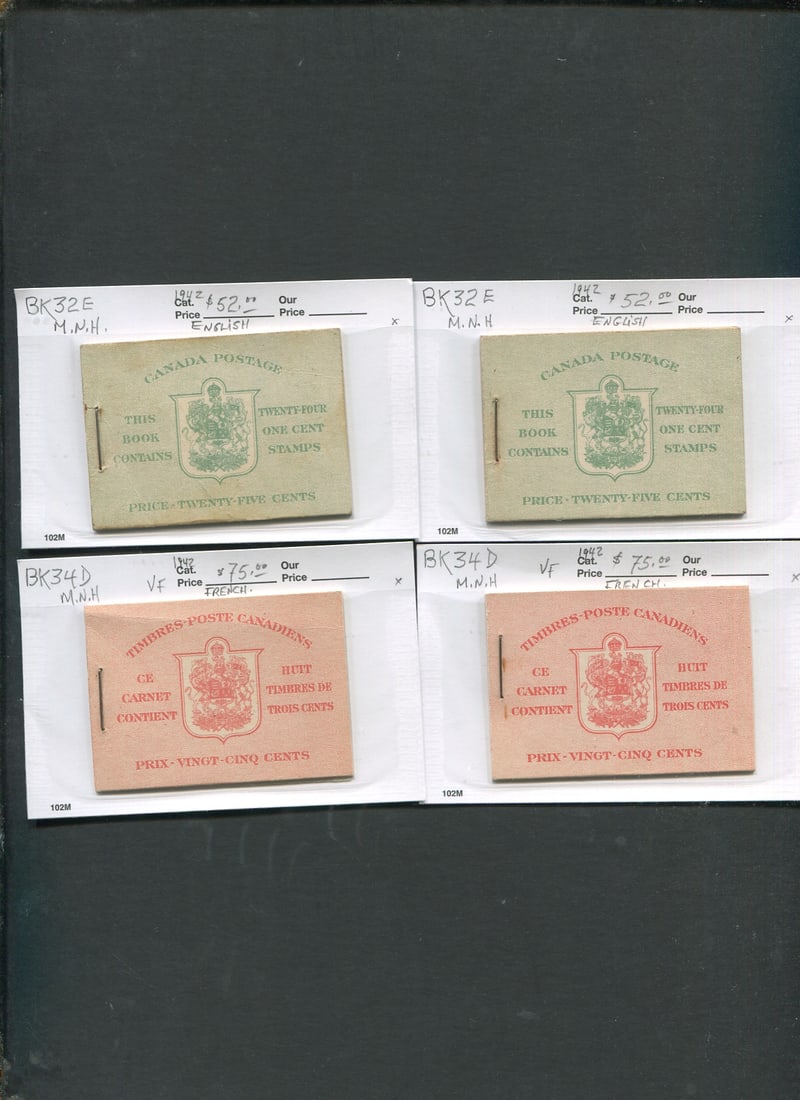 BK32E
M.N.H.
1942
Cat. $52.00 Our
Price Price
ENGLISH
x
CANADA POSTAGE
THIS
BOOK
CONTAINS
TWENTY-FOUR
ONE CENT
STAMPS
PRICE-TWENTY-FIVE CENTS
102M
BK32E
M.N.H
1942
Cat. $52.00 Our
Price Price
ENGLISH
x
CANADA POSTAGE
THIS
BOOK
CONTAINS
TWENTY-FOUR
ONE CENT
STAMPS
PRICE-TWENTY-FIVE CENTS
102M
BK34D
M.N.H
VF
1942
Cat. $75.00 Our
Price Price
FRENCH.
x
TIMBRES-POSTE CANADIENS
CE
CARNET
CONTIENT
HUIT
TIMBRES DE
TROIS CENTS
PRIX-VINGT-CINQ CENTS
102M
BK34D
M.N.H
VF
1942
Cat. $75.00 Our
Price Price
FRENCH.
x
TIMBRES-POSTE CANADIENS
CE
CARNET
CONTIENT
HUIT
TIMBRES DE
TROIS CENTS
PRIX-VINGT-CINQ CENTS
102M